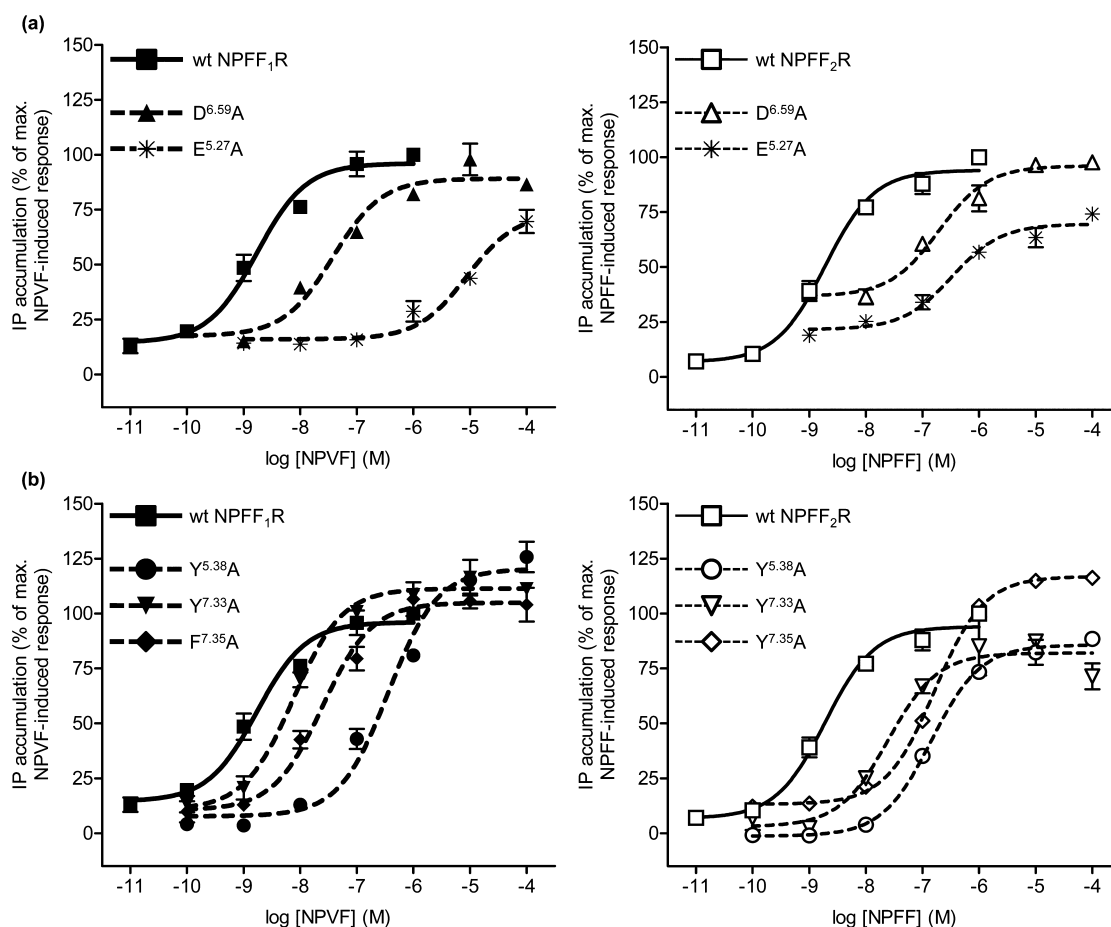 (a)
150
125
100
75
50
25
0
IP accumulation (% of max.
NPVF-induced response)
wt NPFF₁R
D⁶·⁵⁹A
E⁵·²⁷A
-11 -10 -9 -8 -7 -6 -5 -4
log [NPVF] (M)
150
125
100
75
50
25
0
IP accumulation (% of max.
NPFF-induced response)
wt NPFF₂R
D⁶·⁵⁹A
E⁵·²⁷A
-11 -10 -9 -8 -7 -6 -5 -4
log [NPFF] (M)
(b)
150
125
100
75
50
25
0
IP accumulation (% of max.
NPVF-induced response)
wt NPFF₁R
Y⁵·³⁸A
Y⁷·³³A
F⁷·³⁵A
-11 -10 -9 -8 -7 -6 -5 -4
log [NPVF] (M)
150
125
100
75
50
25
0
IP accumulation (% of max.
NPFF-induced response)
wt NPFF₂R
Y⁵·³⁸A
Y⁷·³³A
Y⁷·³⁵A
-11 -10 -9 -8 -7 -6 -5 -4
log [NPFF] (M)